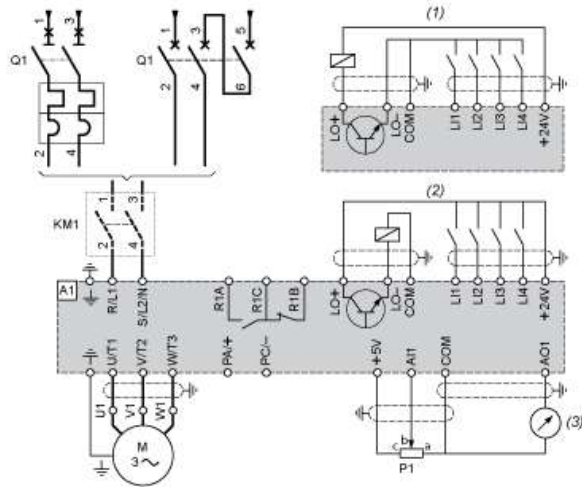 1 3
Q1
2 4
1 3 5
Q1
2 4 6
(1)
LO+ LO- COM LI1 LI2 LI3 LI4 +24V
1 3
KM1
2 4
(2)
A1
R/L1 S/L2/N R1A R1C R1B LO+ LO- COM LI1 LI2 LI3 LI4 +24V
U/T1 V/T2 W/T3 PA/+ PC/- +5V AI1 COM AO1
U1 V1 W1
(3)
M
3~
c b a
P1